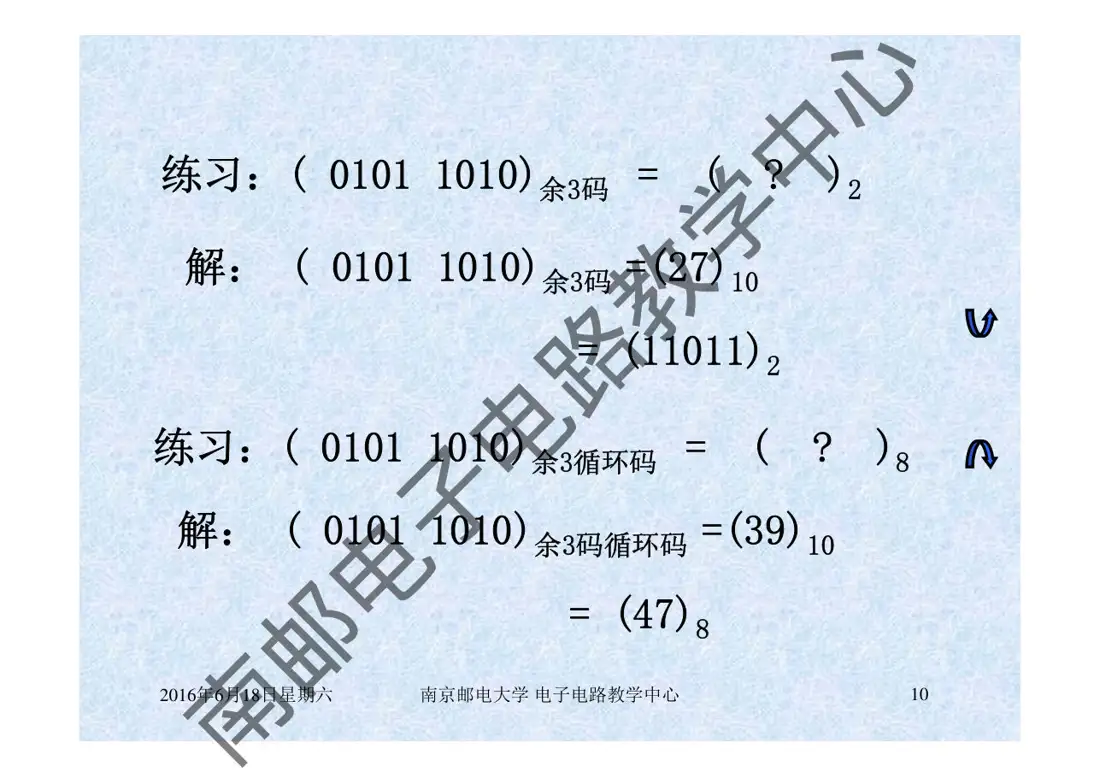 练习：( 0101 1010)余3码 = ( ? )2
解： ( 0101 1010)余3码 =(27)10
= (11011)2
练习：( 0101 1010)余3循环码 = ( ? )8
解： ( 0101 1010)余3码循环码 =(39)10
= (47)8
2016年6月18日星期六 南京邮电大学 电子电路教学中心 10
南邮电子电路教学中心